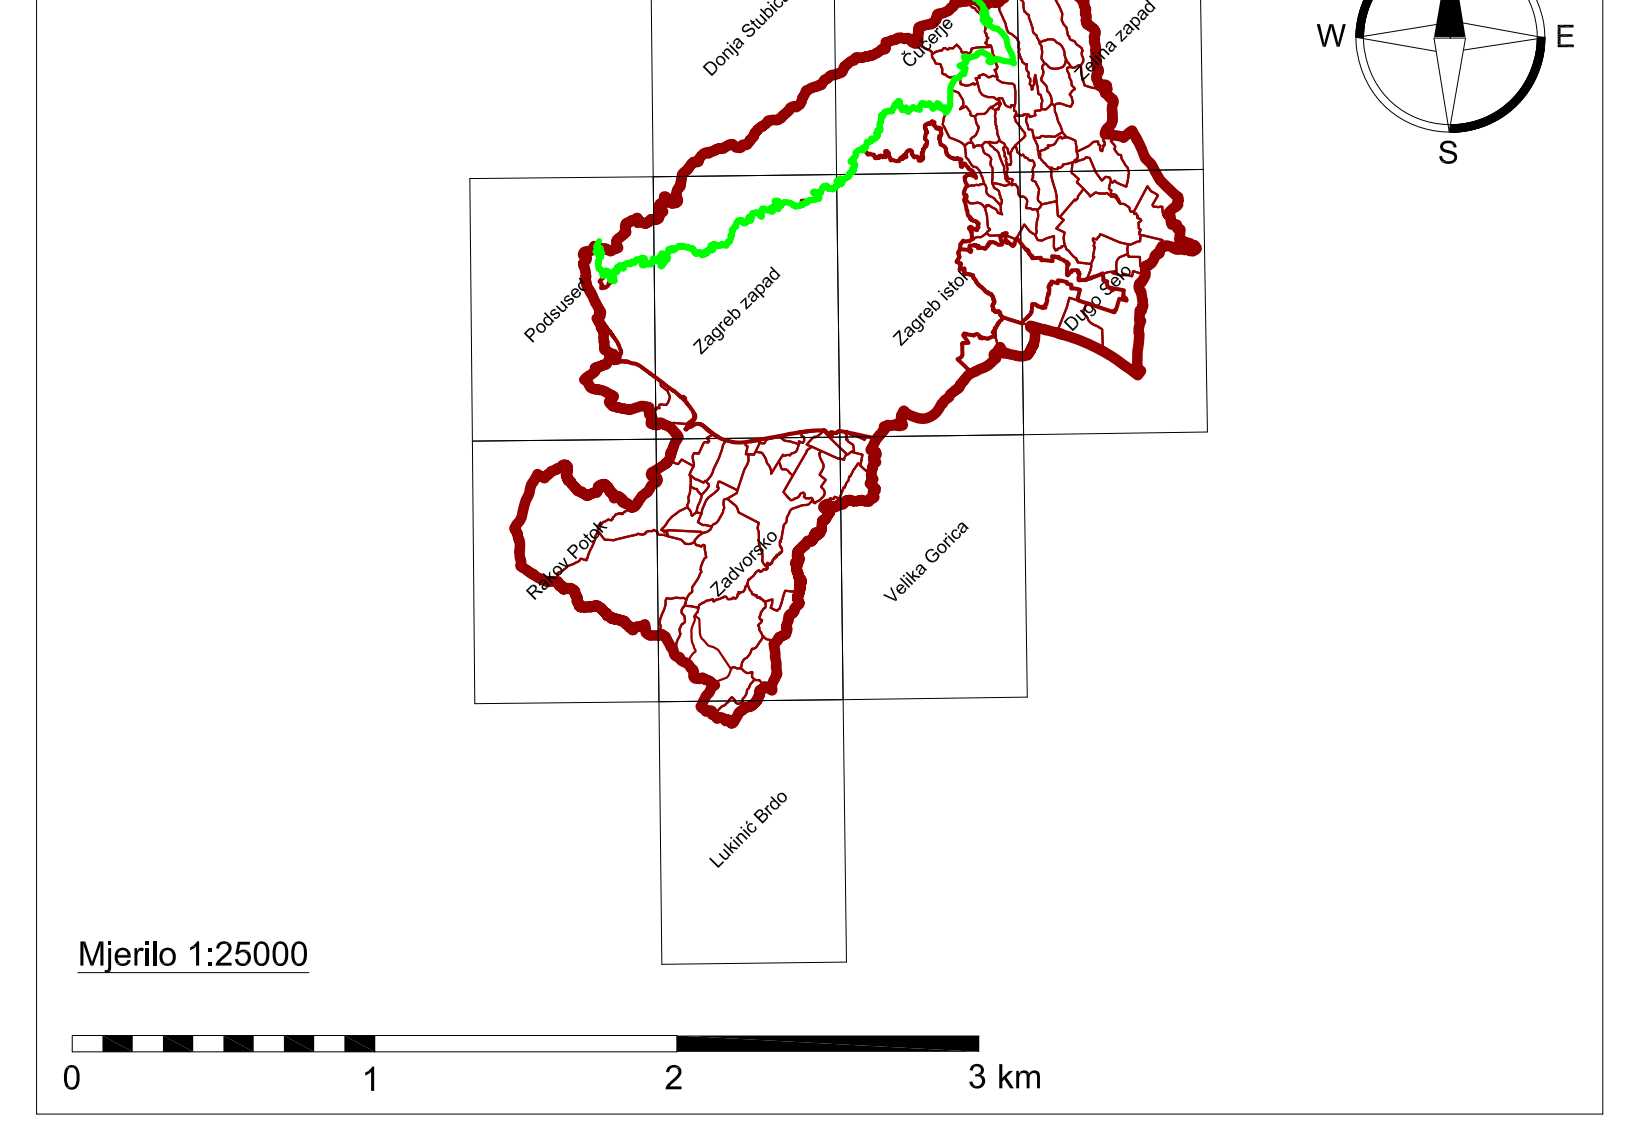 Donja Stubica
Čučerje
Zelina zapad
W
E
S
Podsused
Zagreb zapad
Zagreb istok
Dugo Selo
Rakov Potok
Zadvorsko
Velika Gorica
Lukinić Brdo
Mjerilo 1:25000
0 1 2 3 km